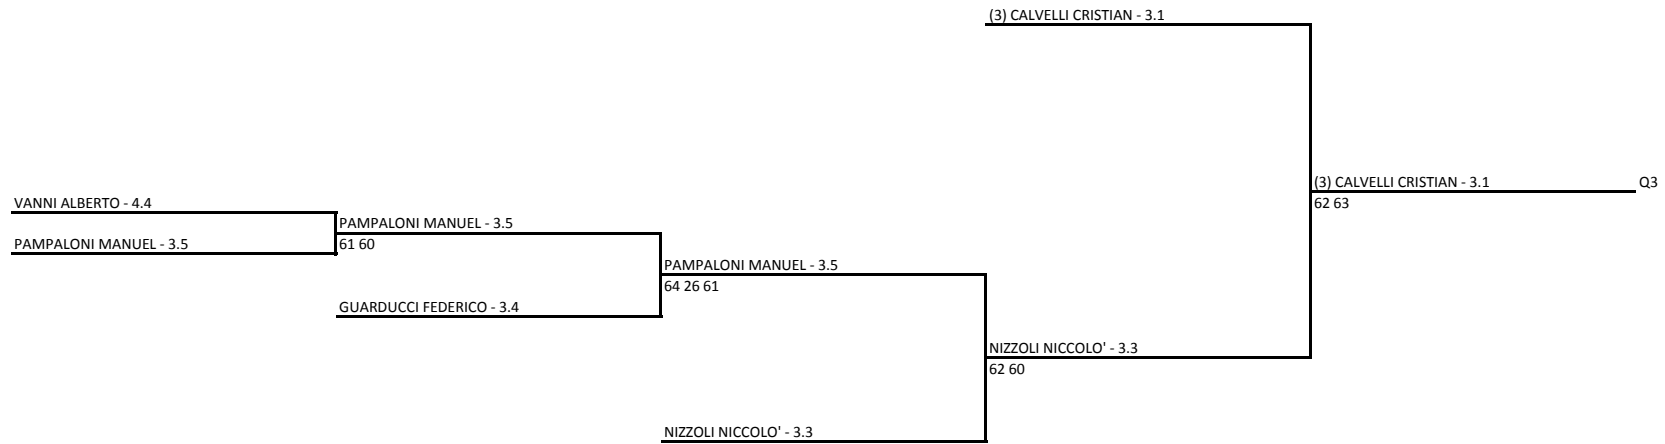 (3) CALVELLI CRISTIAN - 3.1
(3) CALVELLI CRISTIAN - 3.1
Q3
VANNI ALBERTO - 4.4
62 63
PAMPALONI MANUEL - 3.5
PAMPALONI MANUEL - 3.5
61 60
PAMPALONI MANUEL - 3.5
64 26 61
GUARDUCCI FEDERICO - 3.4
NIZZOLI NICCOLO' - 3.3
62 60
NIZZOLI NICCOLO' - 3.3